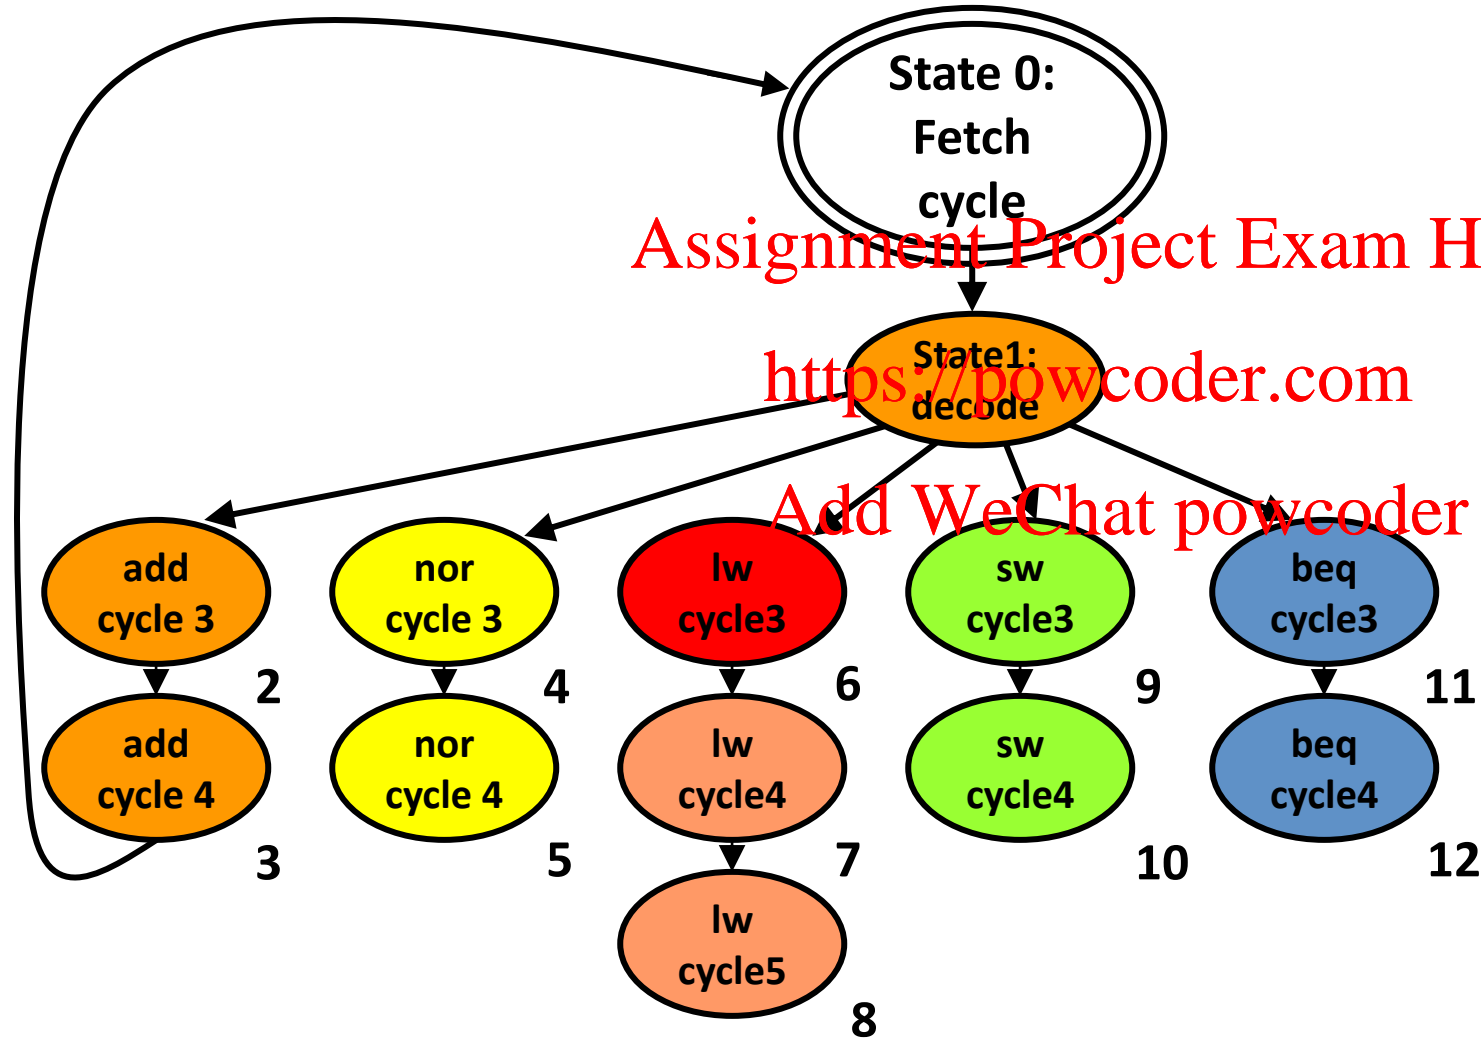 State 0:
Fetch
cycle
Assignment Project Exam H
State1:
https://powcoder.com
decode
Add WeChat powcoder
add
cycle 3
nor
cycle 3
lw
cycle3
sw
cycle3
beq
cycle3
2
4
6
9
11
add
cycle 4
nor
cycle 4
lw
cycle4
sw
cycle4
beq
cycle4
3
5
7
10
12
lw
cycle5
8